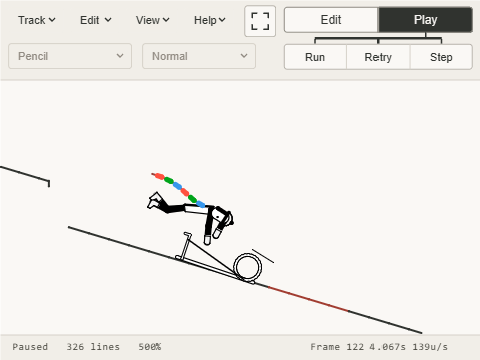 Track Edit View Help Edit Play
Pencil Normal Run Retry Step
Paused 326 lines 500% Frame 122 4.067s 139u/s